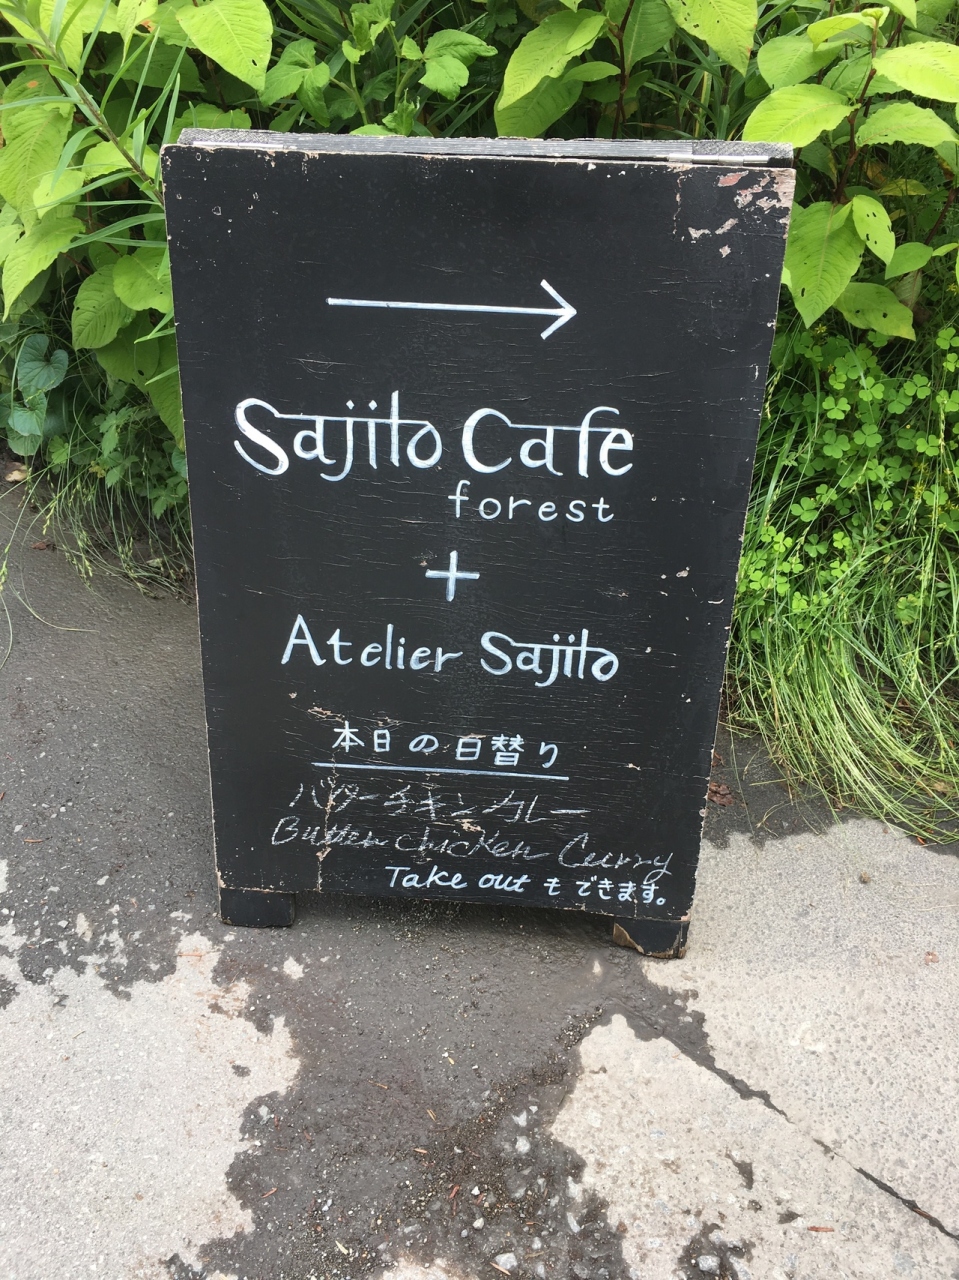 Sajilo Cafe
forest
+
Atelier Sajilo
本日の日替り
バターチキンカレー
Butter chicken Curry
Take out もできます。